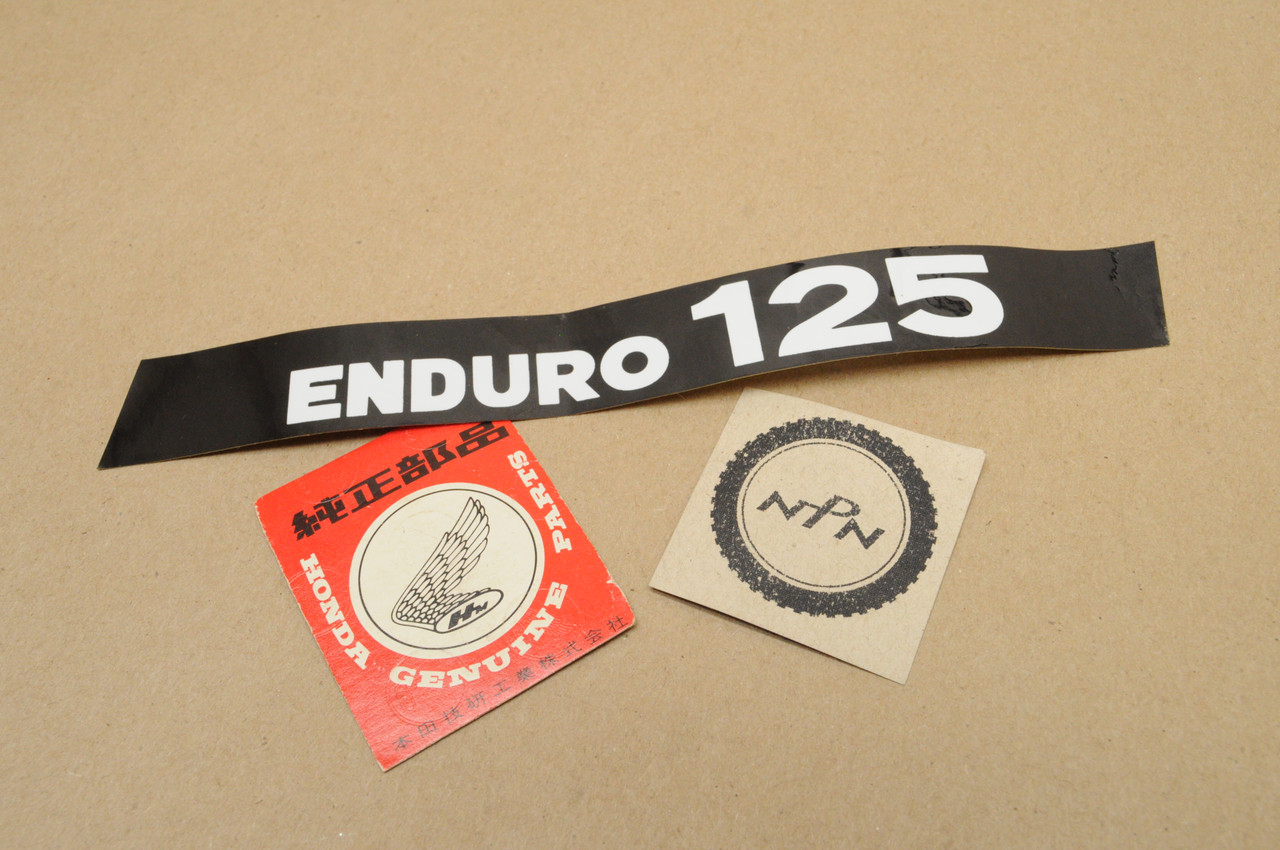 ENDURO 125
純正部品
HM
HONDA GENUINE PARTS
本田技研工業株式会社
NPN